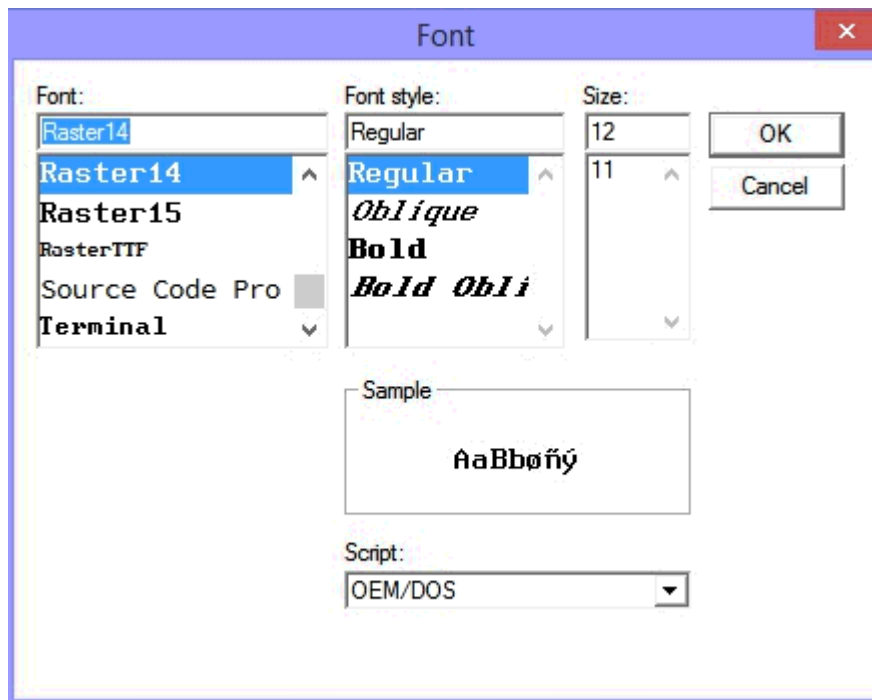 Font
Font:
Font style:
Size:
Raster14
Regular
12
OK
Raster14
Raster15
RasterTTF
Source Code Pro
Terminal
Regular
Oblique
Bold
Bold Obli
11
Cancel
Sample
AaBbøñý
Script:
OEM/DOS